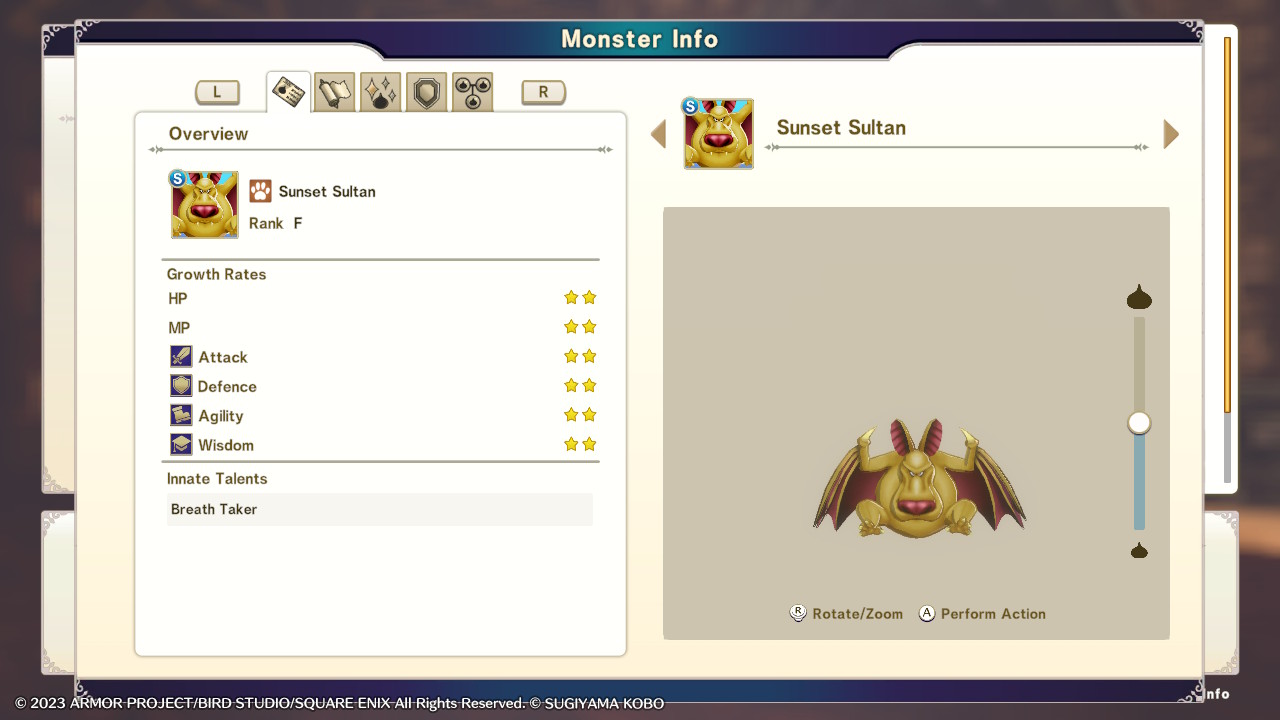 Monster Info
L
R
Overview
S
Sunset Sultan
Rank F
Growth Rates
HP
MP
Attack
Defence
Agility
Wisdom
Innate Talents
Breath Taker
S
Sunset Sultan
R Rotate/Zoom A Perform Action
Info
© 2023 ARMOR PROJECT/BIRD STUDIO/SQUARE ENIX All Rights Reserved. © SUGIYAMA KOBO